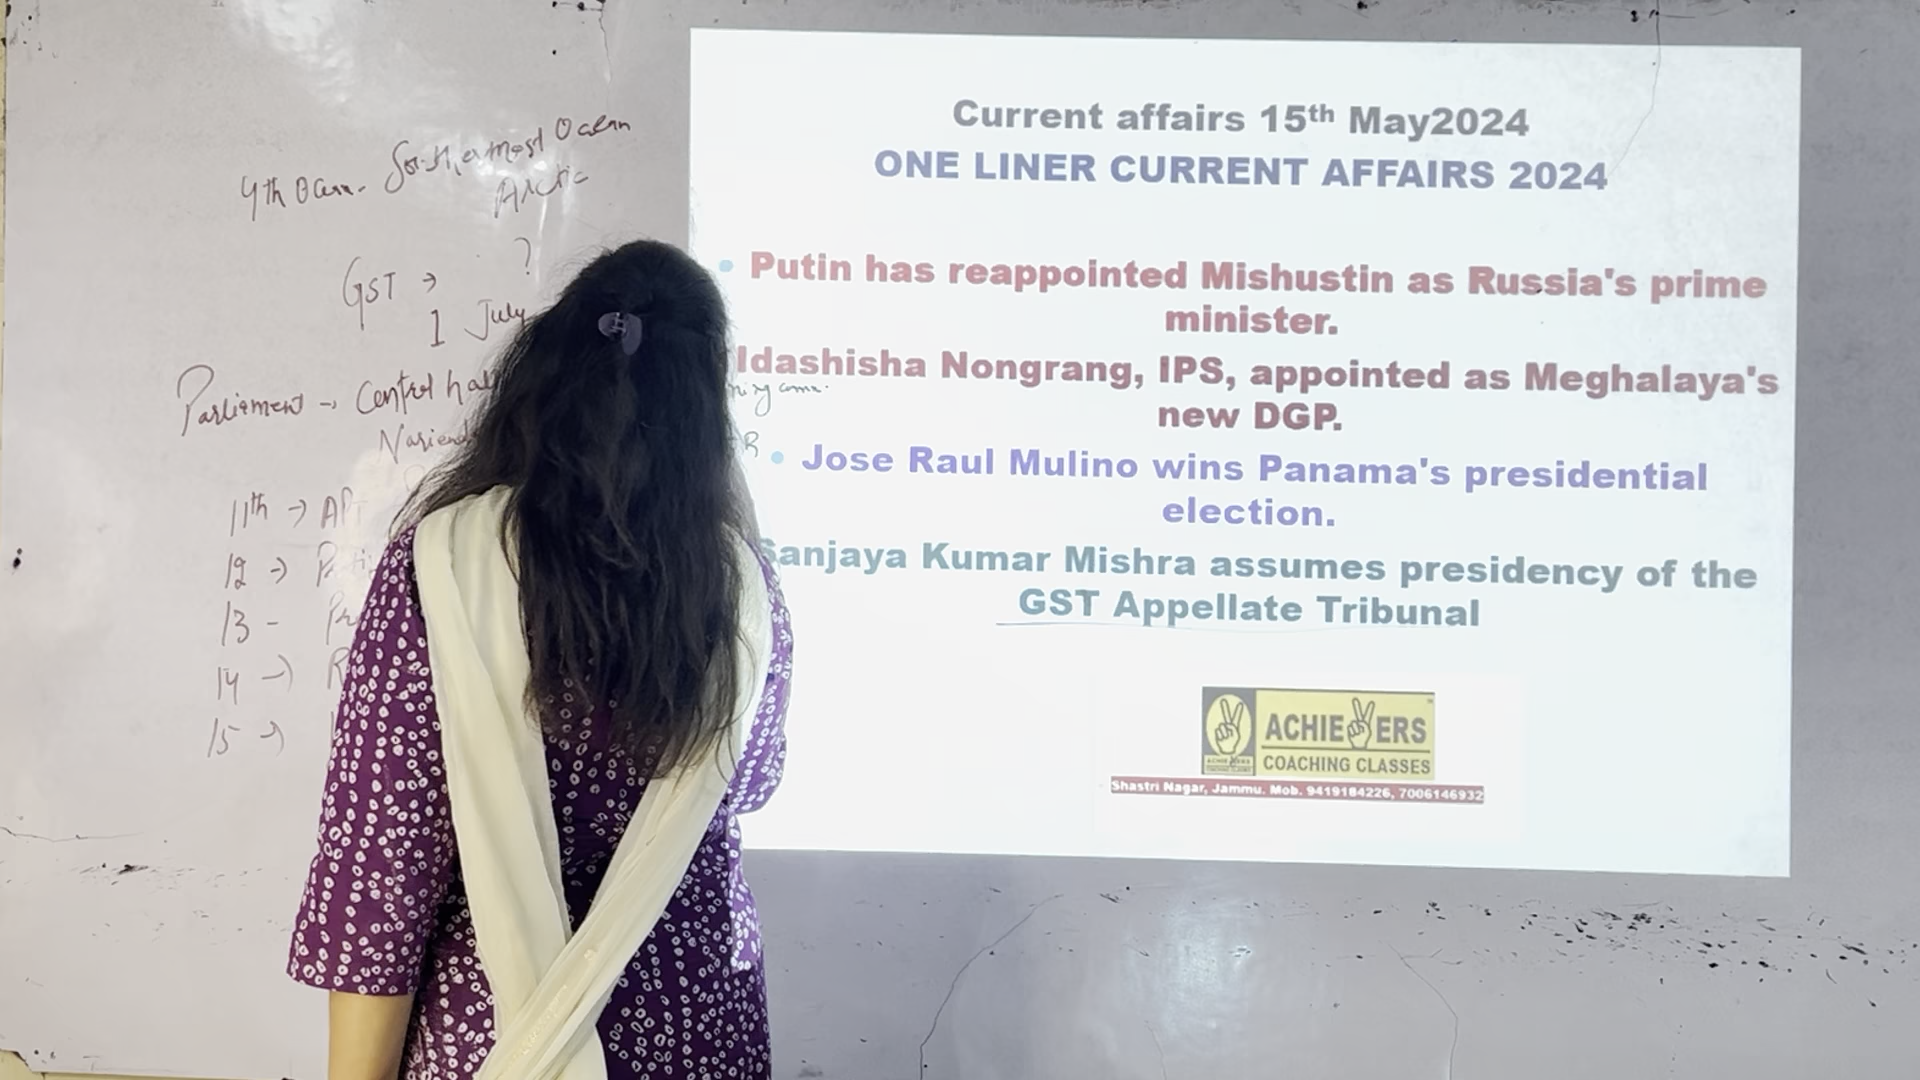 4th Ocean - Southernmost Ocean
Arctic
?
GST →
1 July
Parliament → Central hall
11th →
12 →
13 -
14 →
15 →
R
Current affairs 15th May2024
ONE LINER CURRENT AFFAIRS 2024
• Putin has reappointed Mishustin as Russia's prime
minister.
Idashisha Nongrang, IPS, appointed as Meghalaya's
new DGP.
• Jose Raul Mulino wins Panama's presidential
election.
Sanjaya Kumar Mishra assumes presidency of the
GST Appellate Tribunal
ACHIEVERS
COACHING CLASSES
Shastri Nagar, Jammu. Mob. 9419184226, 7006146932